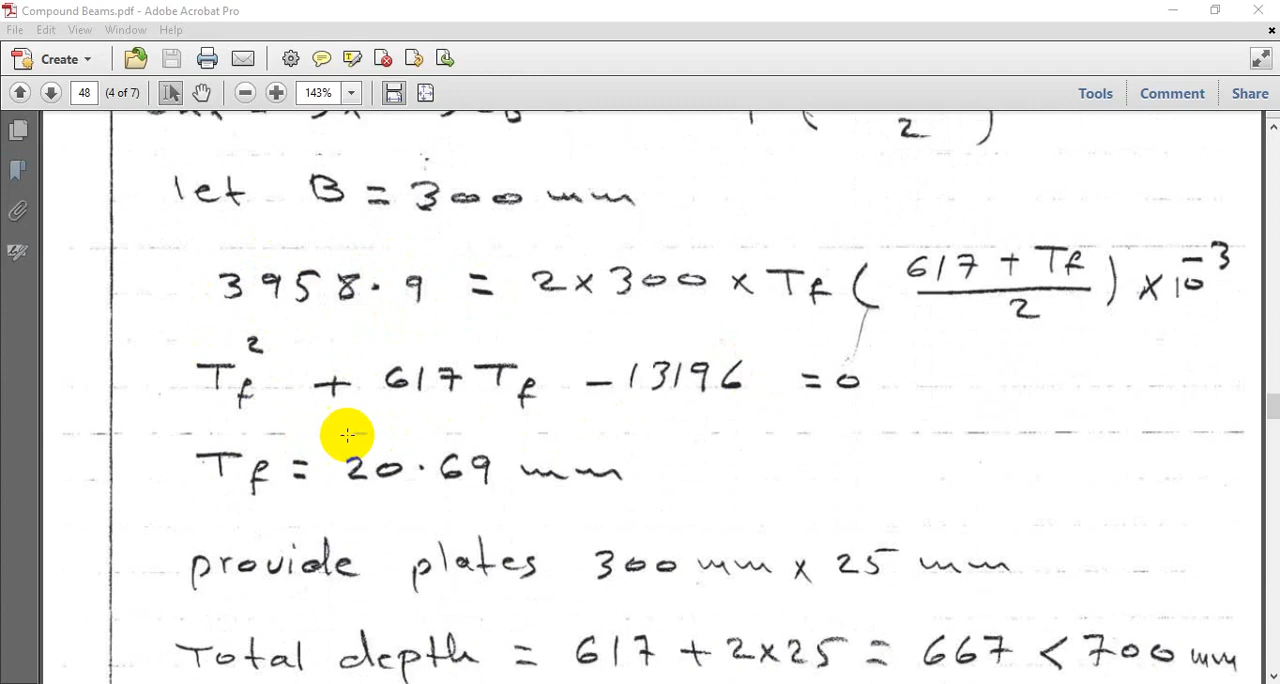 Compound Beams.pdf - Adobe Acrobat Pro
File Edit View Window Help
Create
48 (4 of 7) 143% Tools Comment Share
2
let B = 300 mm
3958.9 = 2 x 300 x Tf ( (617 + Tf) / 2 ) x 10^-3
Tf^2 + 617 Tf - 13196 = 0
Tf = 20.69 mm
provide plates 300 mm x 25 mm
Total depth = 617 + 2x25 = 667 < 700 mm